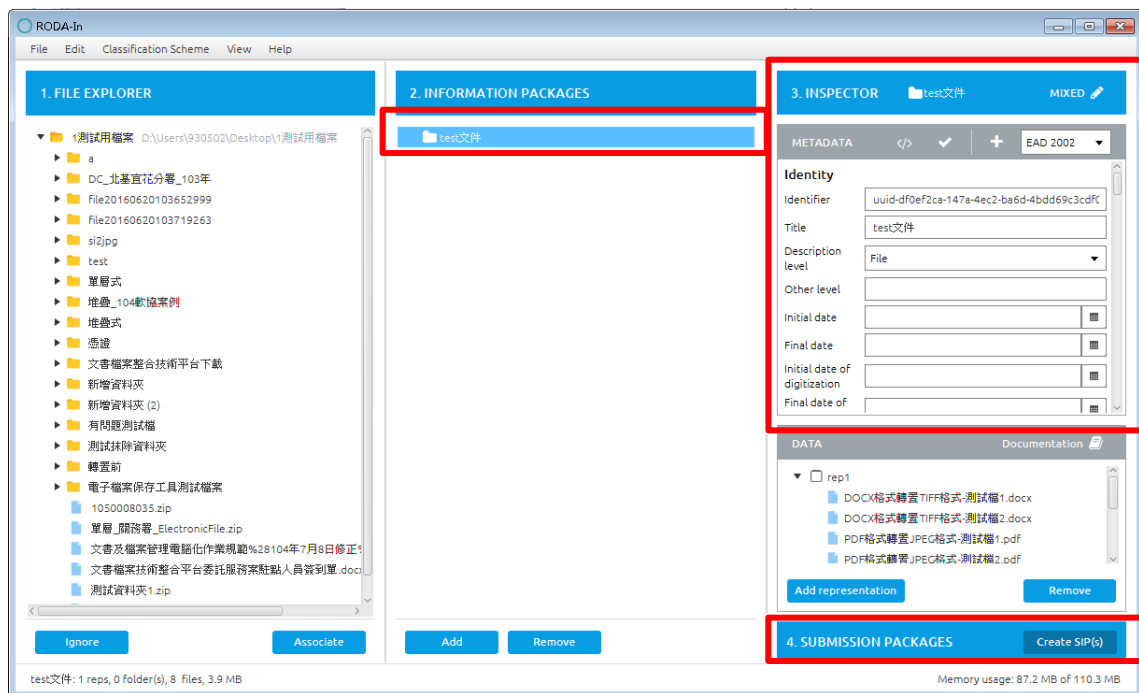 RODA-In
File Edit Classification Scheme View Help
1. FILE EXPLORER
1測試用檔案 D:\Users\930502\Desktop\1測試用檔案
a
DC_北基宜花分署_103年
file20160620103652999
file20160620103719263
si2jpg
test
單層式
堆疊_104軟協案例
堆疊式
憑證
文書檔案整合技術平台下載
新增資料夾
新增資料夾 (2)
有問題測試檔
測試抹除資料夾
轉置前
電子檔案保存工具測試檔案
1050008035.zip
單層_關務署_ElectronicFile.zip
文書及檔案管理電腦化作業規範%28104年7月8日修正%
文書檔案技術整合平台委託服務案駐點人員簽到單.docx
測試資料夾1.zip
Ignore Associate
2. INFORMATION PACKAGES
test文件
Add Remove
3. INSPECTOR test文件 MIXED
METADATA </> EAD 2002
Identity
Identifier uuid-df0ef2ca-147a-4ec2-ba6d-4bdd69c3cdf0
Title test文件
Description
level
File
Other level
Initial date
Final date
Initial date of
digitization
Final date of
DATA Documentation
rep1
DOCX格式轉置TIFF格式-測試檔1.docx
DOCX格式轉置TIFF格式-測試檔2.docx
PDF格式轉置JPEG格式-測試檔1.pdf
PDF格式轉置JPEG格式-測試檔2.pdf
Add representation Remove
4. SUBMISSION PACKAGES Create SIP(s)
test文件: 1 reps, 0 folder(s), 8 files, 3.9 MB
Memory usage: 87.2 MB of 110.3 MB